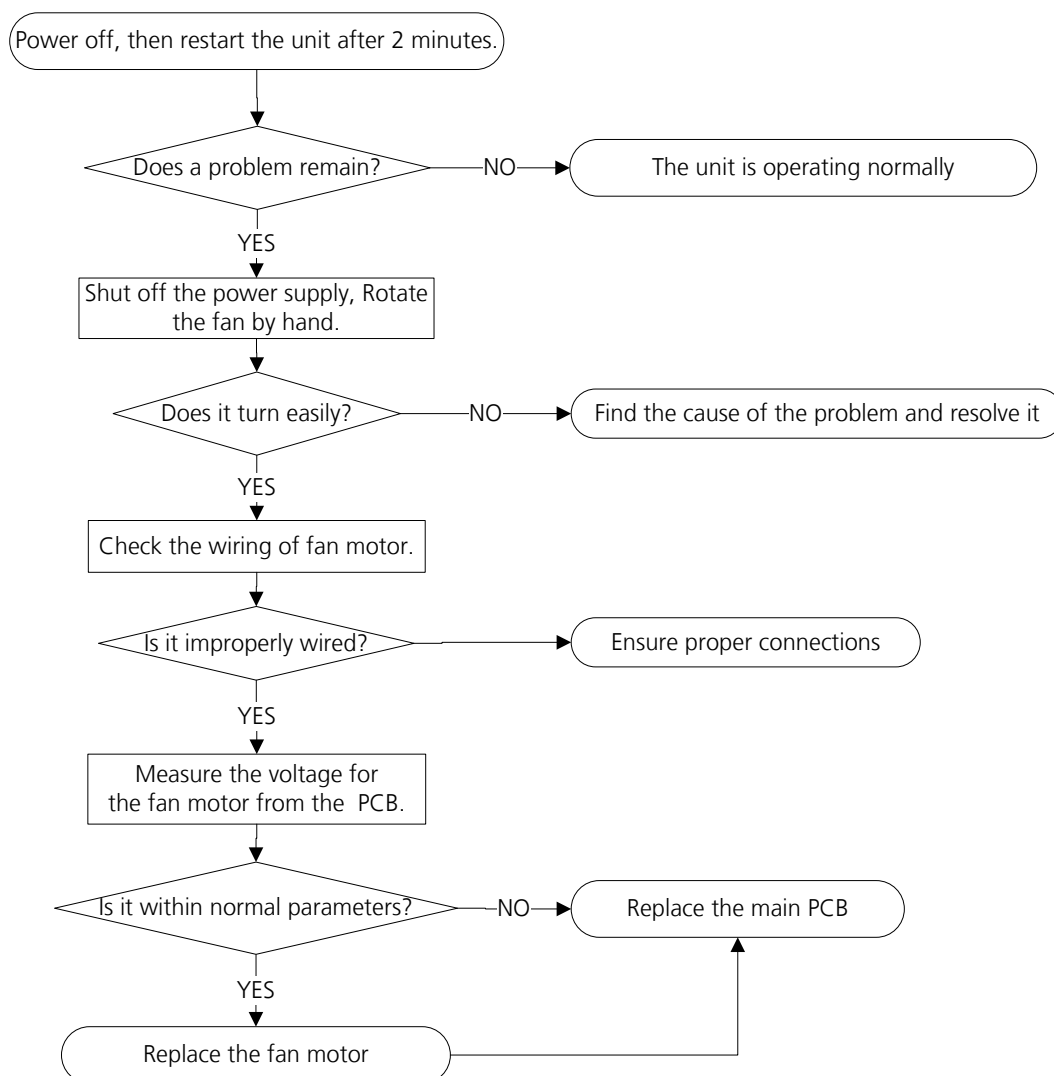 Power off, then restart the unit after 2 minutes.
Does a problem remain?
NO
The unit is operating normally
YES
Shut off the power supply, Rotate
the fan by hand.
Does it turn easily?
NO
Find the cause of the problem and resolve it
YES
Check the wiring of fan motor.
Is it improperly wired?
Ensure proper connections
YES
Measure the voltage for
the fan motor from the PCB.
Is it within normal parameters?
NO
Replace the main PCB
YES
Replace the fan motor